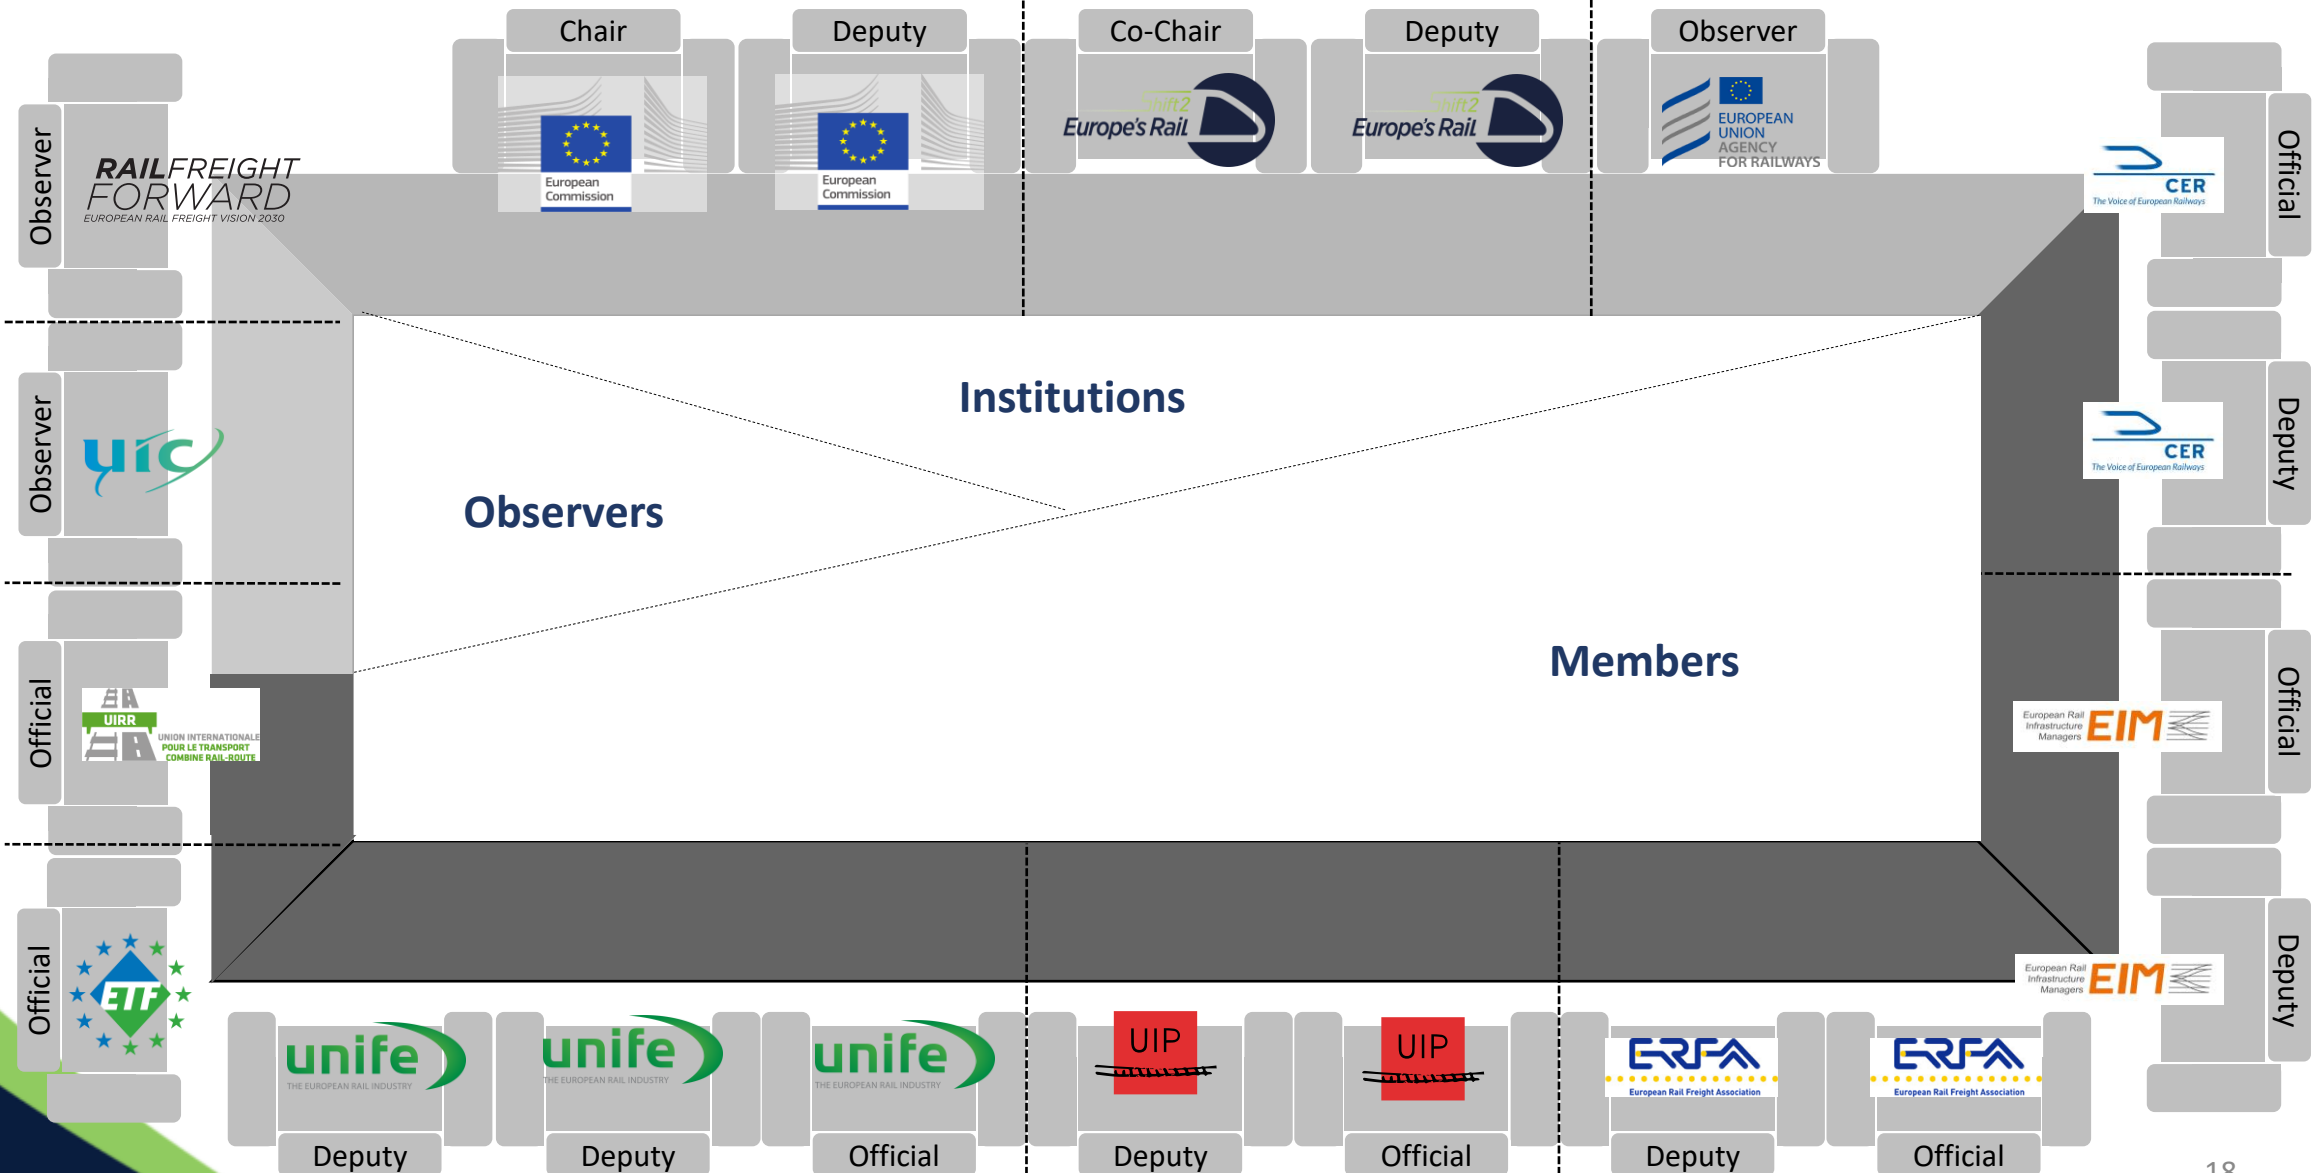 Chair
Deputy
Co-Chair
Deputy
Observer
European
Commission
European
Commission
Shift2
Europe's Rail
Shift2
Europe's Rail
EUROPEAN
UNION
AGENCY
FOR RAILWAYS
Observer
RAILFREIGHT
FORWARD
EUROPEAN RAIL FREIGHT VISION 2030
CER
The Voice of European Railways
Official
Institutions
Observer
uic
Observers
CER
The Voice of European Railways
Deputy
Official
UIRR
UNION INTERNATIONALE
POUR LE TRANSPORT
COMBINE RAIL-ROUTE
Members
European Rail
Infrastructure
Managers
EIM
Official
Official
ETF
European Rail
Infrastructure
Managers
EIM
Deputy
unife
THE EUROPEAN RAIL INDUSTRY
unife
THE EUROPEAN RAIL INDUSTRY
unife
THE EUROPEAN RAIL INDUSTRY
UIP
UIP
ERFA
European Rail Freight Association
ERFA
European Rail Freight Association
Deputy
Deputy
Official
Deputy
Official
Deputy
Official
18